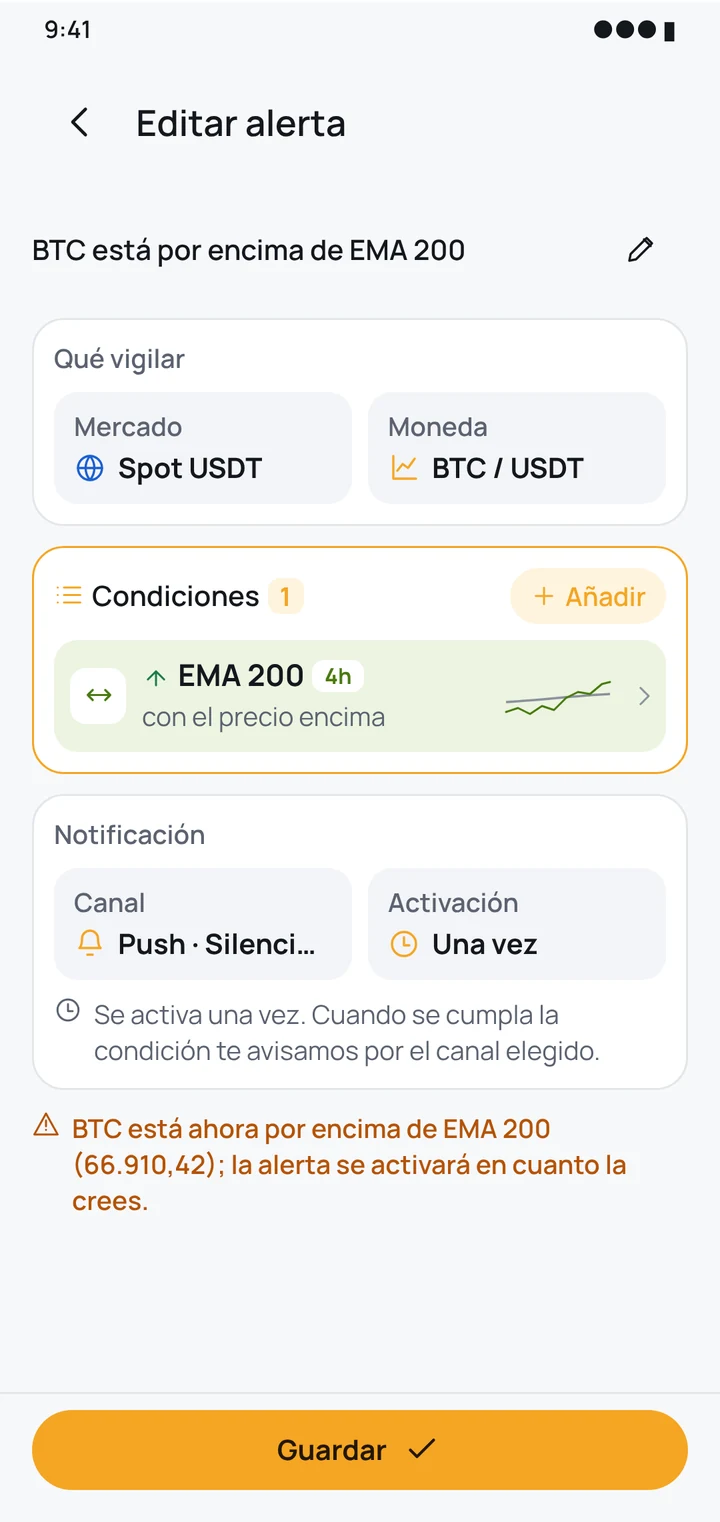 9:41
Editar alerta
BTC está por encima de EMA 200
Qué vigilar
Mercado
Spot USDT
Moneda
BTC / USDT
Condiciones 1
+ Añadir
EMA 200 4h
con el precio encima
Notificación
Canal
Push · Silenci...
Activación
Una vez
Se activa una vez. Cuando se cumpla la
condición te avisamos por el canal elegido.
BTC está ahora por encima de EMA 200
(66.910,42); la alerta se activará en cuanto la
crees.
Guardar